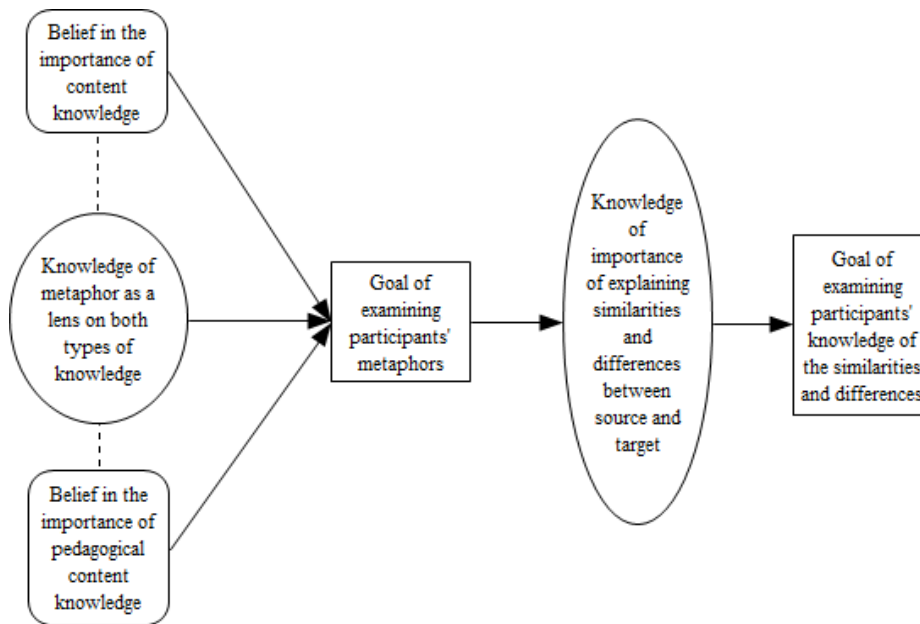 Belief in the
importance of
content
knowledge
Knowledge of
metaphor as a
lens on both
types of
knowledge
Belief in the
importance of
pedagogical
content
knowledge
Goal of
examining
participants'
metaphors
Knowledge
of
importance
of explaining
similarities
and
differences
between
source and
target
Goal of
examining
participants'
knowledge of
the similarities
and differences